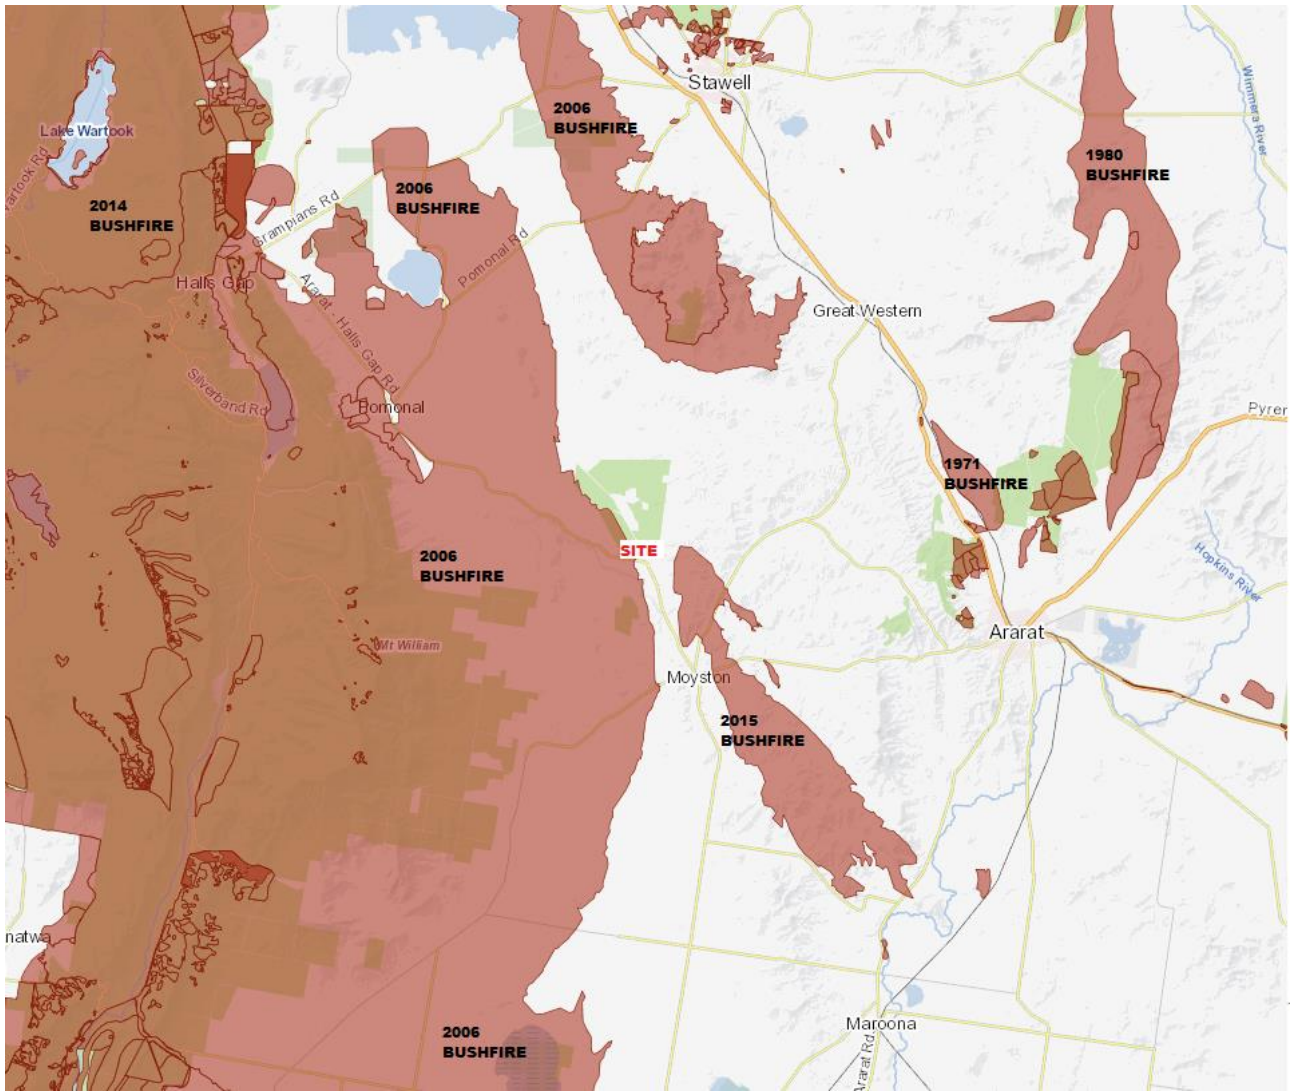 Stawell
2006
BUSHFIRE
Wimmera River
Lake Wartook
artook Rd
1980
BUSHFIRE
2006
BUSHFIRE
2014
BUSHFIRE
Grampians Rd
Pomonal Rd
Halls Gap
Ararat - Halls Gap Rd
Great Western
Silverband Rd
Pomonal
Pyrer
1971
BUSHFIRE
SITE
2006
BUSHFIRE
Hopkins River
Ararat
Mt William
Moyston
2015
BUSHFIRE
natwa
2006
BUSHFIRE
Maroona
Ararat Rd